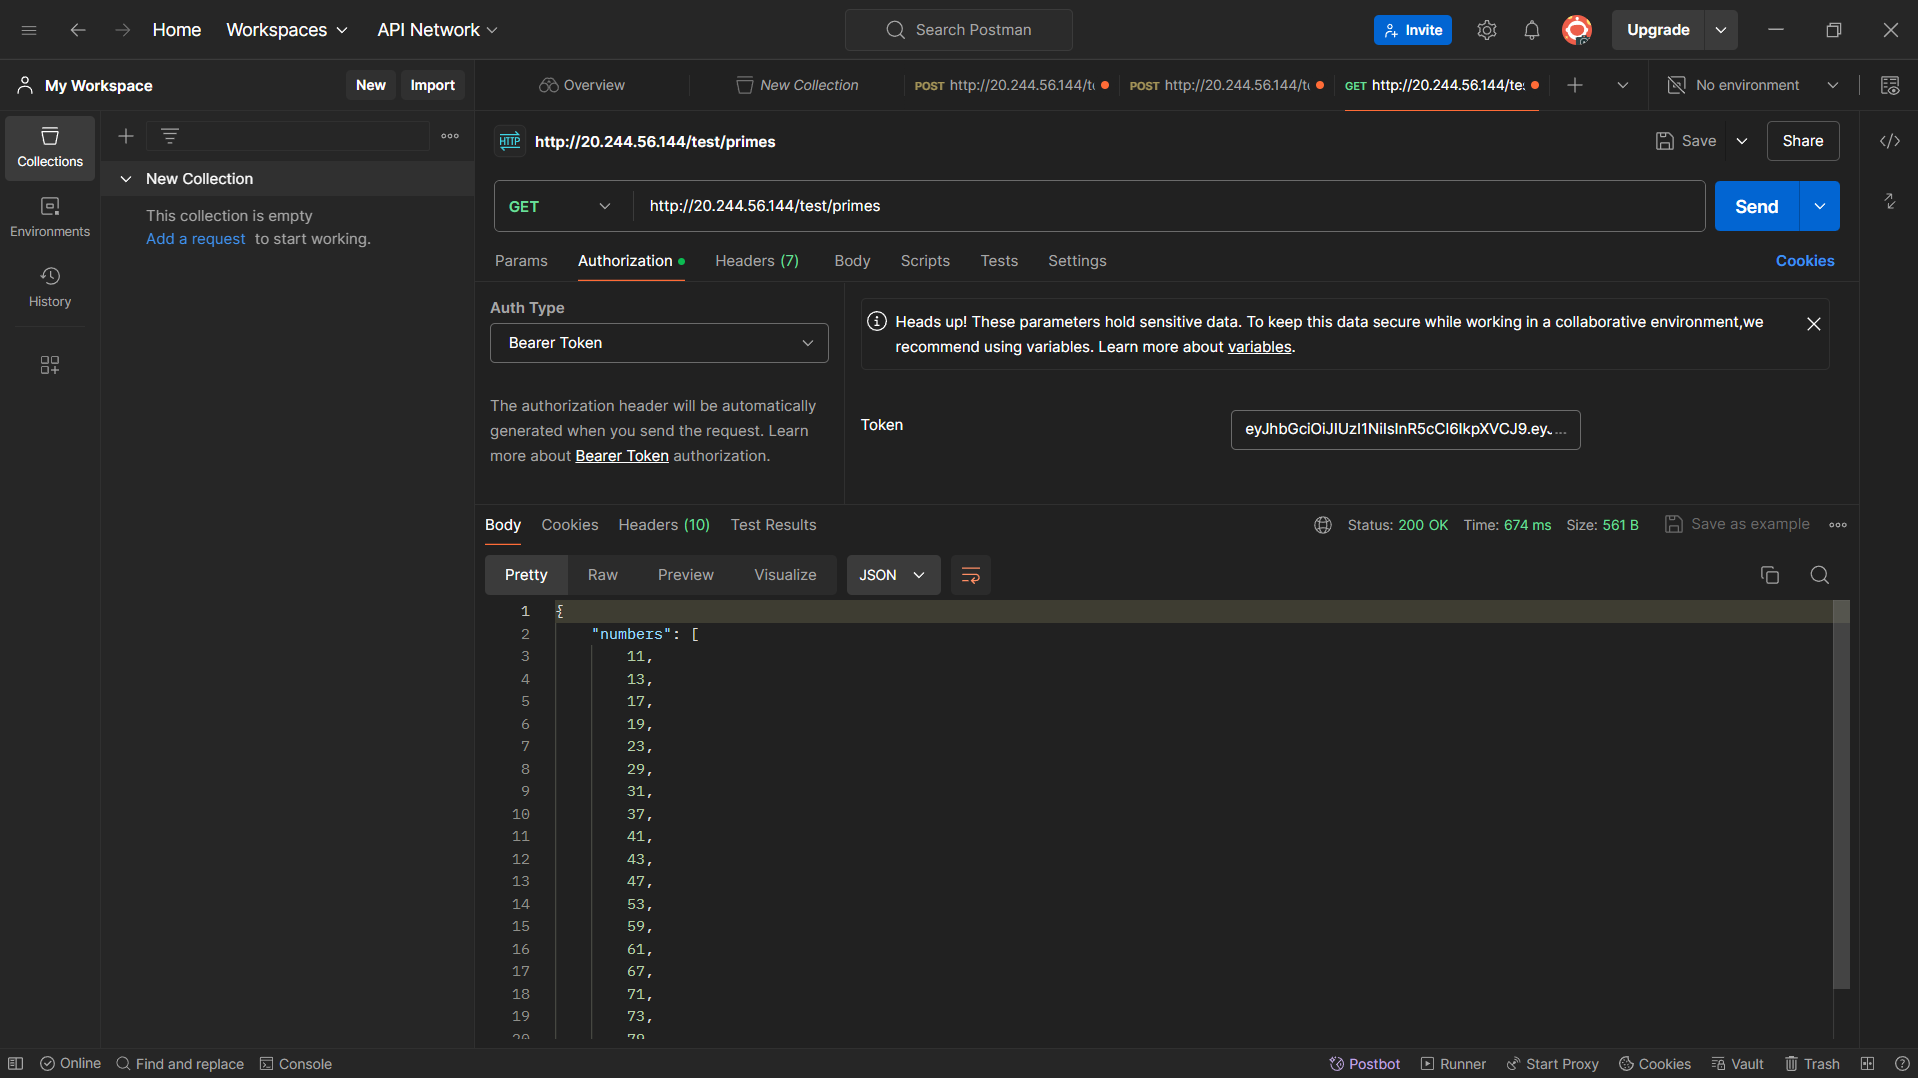 Home Workspaces API Network Search Postman Invite Upgrade
My Workspace New Import Overview New Collection POST http://20.244.56.144/t POST http://20.244.56.144/t GET http://20.244.56.144/tes No environment
HTTP http://20.244.56.144/test/primes Save Share
Collections
New Collection
This collection is empty
Add a request to start working.
Environments
History
GET http://20.244.56.144/test/primes Send
Params Authorization Headers (7) Body Scripts Tests Settings Cookies
Auth Type
Bearer Token
The authorization header will be automatically
generated when you send the request. Learn
more about Bearer Token authorization.
Heads up! These parameters hold sensitive data. To keep this data secure while working in a collaborative environment,we
recommend using variables. Learn more about variables.
Token eyJhbGciOiJIUzI1NiIsInR5cCI6IkpXVCJ9.eyJ...
Body Cookies Headers (10) Test Results Status: 200 OK Time: 674 ms Size: 561 B Save as example
Pretty Raw Preview Visualize JSON
1 {
2 "numbers": [
3 11,
4 13,
5 17,
6 19,
7 23,
8 29,
9 31,
10 37,
11 41,
12 43,
13 47,
14 53,
15 59,
16 61,
17 67,
18 71,
19 73,
20 79
Online Find and replace Console Postbot Runner Start Proxy Cookies Vault Trash